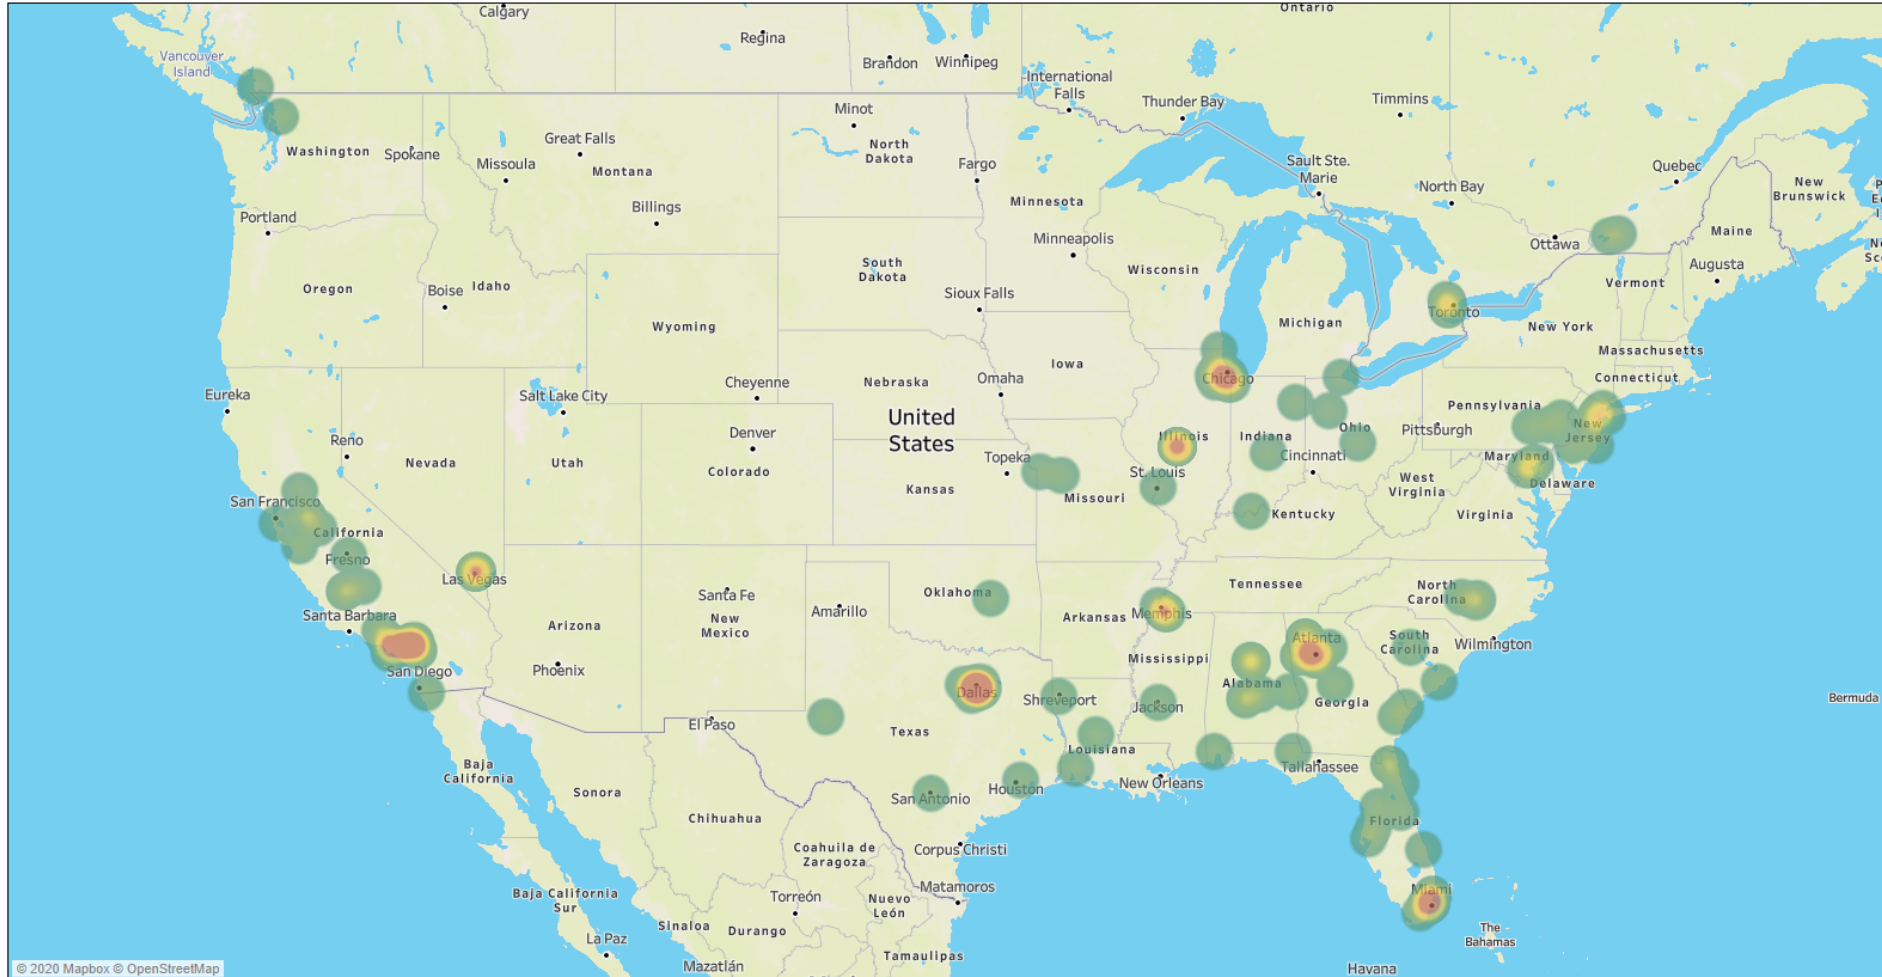 Calgary
Ontario
Vancouver
Island
Regina
Brandon
Winnipeg
International
Falls
Thunder Bay
Timmins
Minot
Great Falls
Washington
Spokane
Missoula
Montana
North
Dakota
Fargo
Sault Ste.
Marie
Quebec
New
Brunswick
North Bay
Billings
Minnesota
Portland
Minneapolis
Ottawa
Maine
South
Dakota
Wisconsin
Augusta
Oregon
Boise
Idaho
Sioux Falls
Vermont
Toronto
Wyoming
Michigan
New York
Massachusetts
Iowa
Cheyenne
Nebraska
Omaha
Chicago
Connecticut
Eureka
Salt Lake City
Pennsylvania
United
States
Denver
Reno
Nevada
Utah
Colorado
Topeka
Kansas
Illinois
Indiana
Ohio
Pittsburgh
New
Jersey
Cincinnati
Maryland
St. Louis
Missouri
West
Virginia
Delaware
San Francisco
California
Kentucky
Virginia
Fresno
Las Vegas
Santa Fe
Oklahoma
Tennessee
North
Carolina
Santa Barbara
Arizona
New
Mexico
Amarillo
Arkansas
Memphis
Atlanta
South
Carolina
Wilmington
San Diego
Phoenix
Mississippi
Dallas
Shreveport
Alabama
Georgia
Jackson
Bermuda
El Paso
Texas
Louisiana
Baja
California
Tallahassee
Sonora
New Orleans
San Antonio
Houston
Chihuahua
Florida
Coahuila de
Zaragoza
Corpus Christi
Matamoros
Miami
Baja California
Sur
Torreón
Nuevo
León
Sinaloa
Durango
The
Bahamas
La Paz
Tamaulipas
Mazatlán
Havana
© 2020 Mapbox © OpenStreetMap